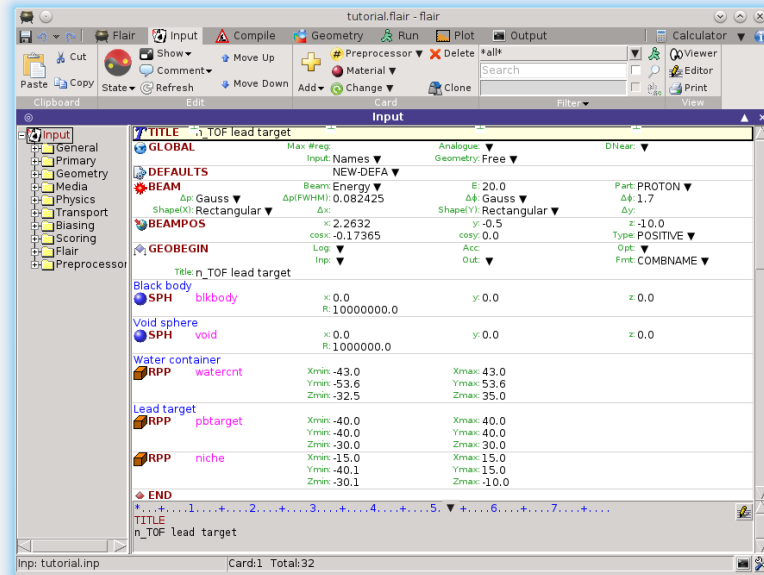 tutorial.flair - flair
Flair Input Compile Geometry Run Plot Output Calculator
Paste Cut Copy
Clipboard
State Show Comment Refresh Move Up Move Down
Edit
Add # Preprocessor Material Change Delete Clone
Card
*all*
Search
Filter
Viewer
Editor
Print
View
Input
Input
General
Primary
Geometry
Media
Physics
Transport
Biasing
Scoring
Flair
Preprocessor
TITLE n_TOF lead target
GLOBAL Max #reg: Analogue: DNear:
Input: Names Geometry: Free
DEFAULTS NEW-DEFA
BEAM Beam: Energy E: 20.0 Part: PROTON
Δp: Gauss Δp(FWHM): 0.082425 Δϕ: Gauss Δϕ: 1.7
Shape(X): Rectangular Δx: Shape(Y): Rectangular Δy:
BEAMPOS x: 2.2632 y: -0.5 z: -10.0
cosx: -0.17365 cosy: 0.0 Type: POSITIVE
GEOBEGIN Log: Acc: Opt:
Inp: Out: Fmt: COMBNAME
Title: n_TOF lead target
Black body
SPH blkbody x: 0.0 y: 0.0 z: 0.0
R: 10000000.0
Void sphere
SPH void x: 0.0 y: 0.0 z: 0.0
R: 1000000.0
Water container
RPP watercnt Xmin: -43.0 Xmax: 43.0
Ymin: -53.6 Ymax: 53.6
Zmin: -32.5 Zmax: 35.0
Lead target
RPP pbtarget Xmin: -40.0 Xmax: 40.0
Ymin: -40.0 Ymax: 40.0
Zmin: -30.0 Zmax: 30.0
RPP niche Xmin: -15.0 Xmax: 15.0
Ymin: -40.1 Ymax: 15.0
Zmin: -30.1 Zmax: -10.0
END
*...+....1....+....2....+....3....+....4....+....5. +....6....+....7....+....
TITLE
n_TOF lead target
Inp: tutorial.inp Card:1 Total:32